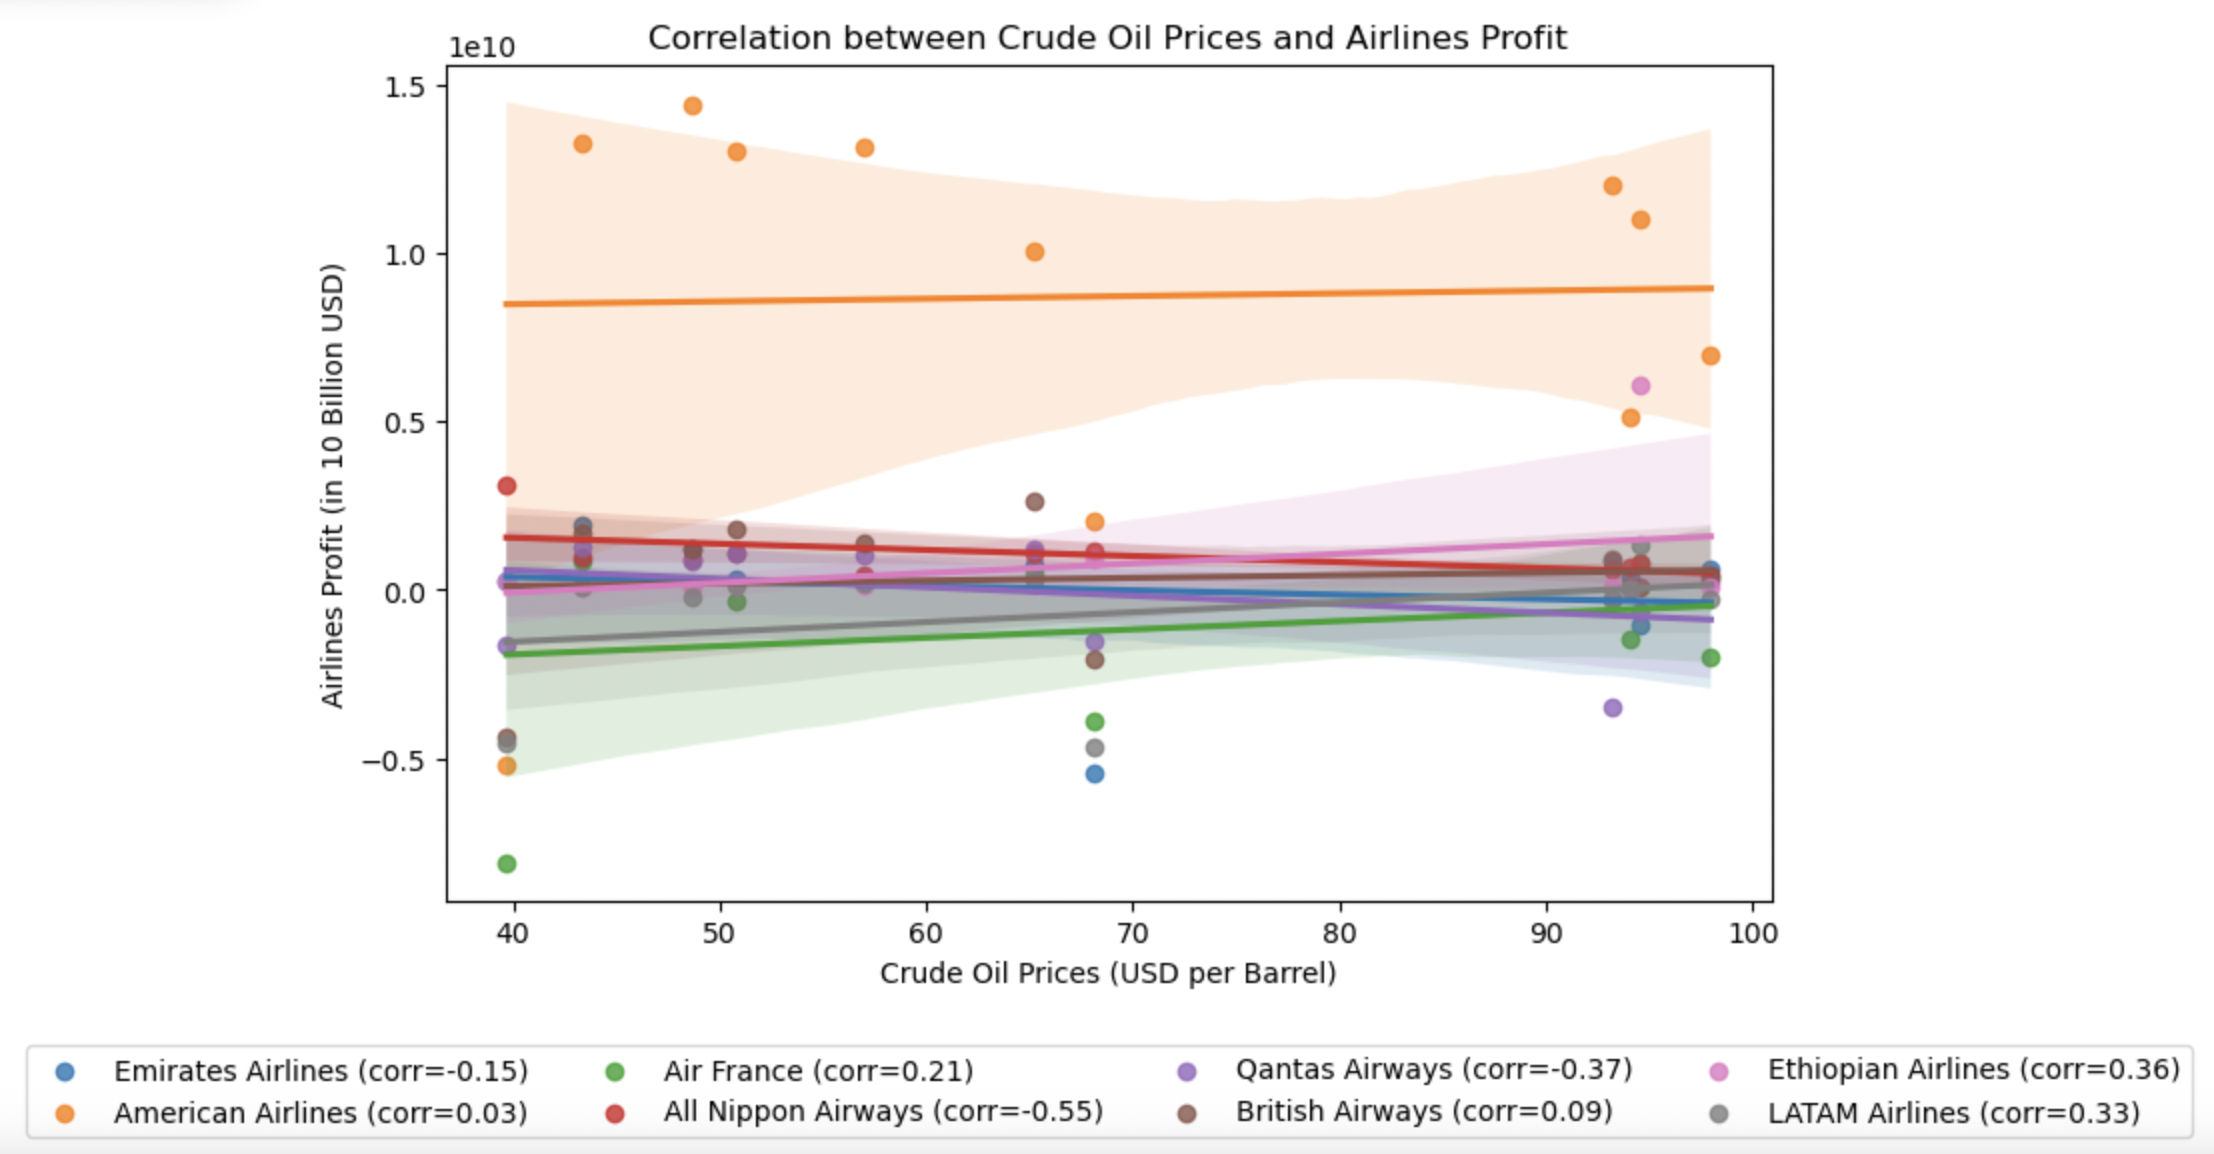 Correlation between Crude Oil Prices and Airlines Profit
1e10
1.5
1.0
0.5
0.0
−0.5
Airlines Profit (in 10 Billion USD)
40 50 60 70 80 90 100
Crude Oil Prices (USD per Barrel)
Emirates Airlines (corr=-0.15) Air France (corr=0.21) Qantas Airways (corr=-0.37) Ethiopian Airlines (corr=0.36)
American Airlines (corr=0.03) All Nippon Airways (corr=-0.55) British Airways (corr=0.09) LATAM Airlines (corr=0.33)